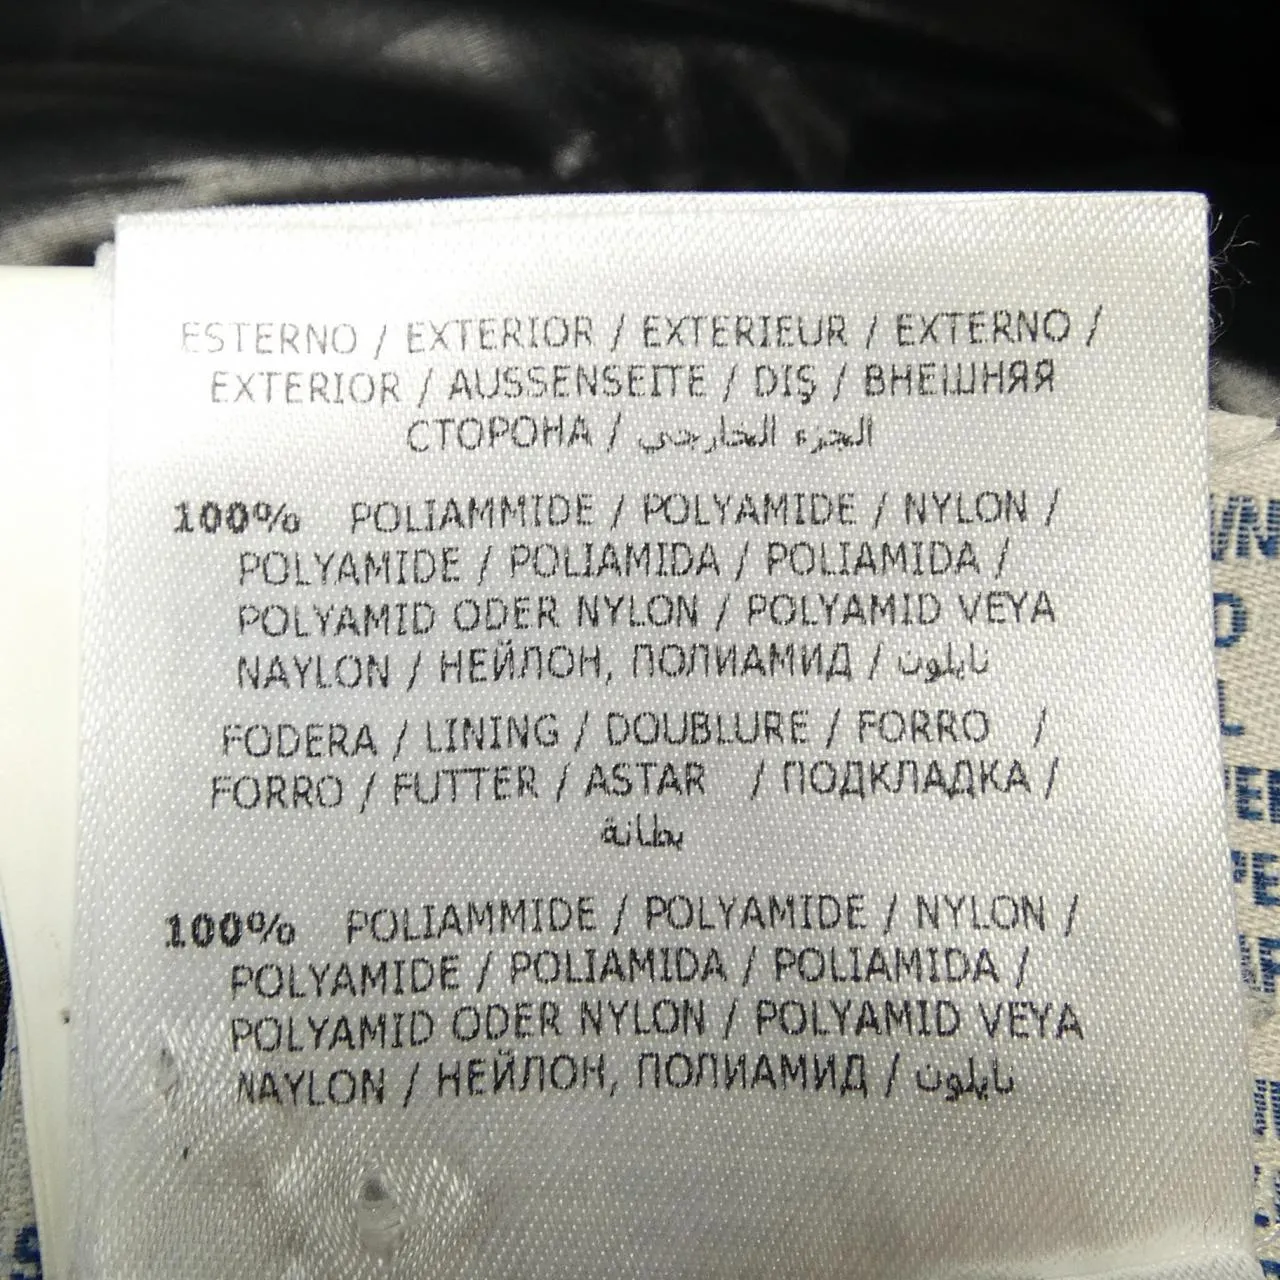 ESTERNO / EXTERIOR / EXTERIEUR / EXTERNO /
EXTERIOR / AUSSENSEITE / DIŞ / ВНЕШНЯЯ
СТОРОНА / الجزء الخارجي
100% POLIAMMIDE / POLYAMIDE / NYLON /
POLYAMIDE / POLIAMIDA / POLIAMIDA /
POLYAMID ODER NYLON / POLYAMID VEYA
NAYLON / НЕЙЛОН, ПОЛИАМИД / نايلون
FODERA / LINING / DOUBLURE / FORRO /
FORRO / FUTTER / ASTAR / ПОДКЛАДКА /
بطانة
100% POLIAMMIDE / POLYAMIDE / NYLON /
POLYAMIDE / POLIAMIDA / POLIAMIDA /
POLYAMID ODER NYLON / POLYAMID VEYA
NAYLON / НЕЙЛОН, ПОЛИАМИД / نايلون